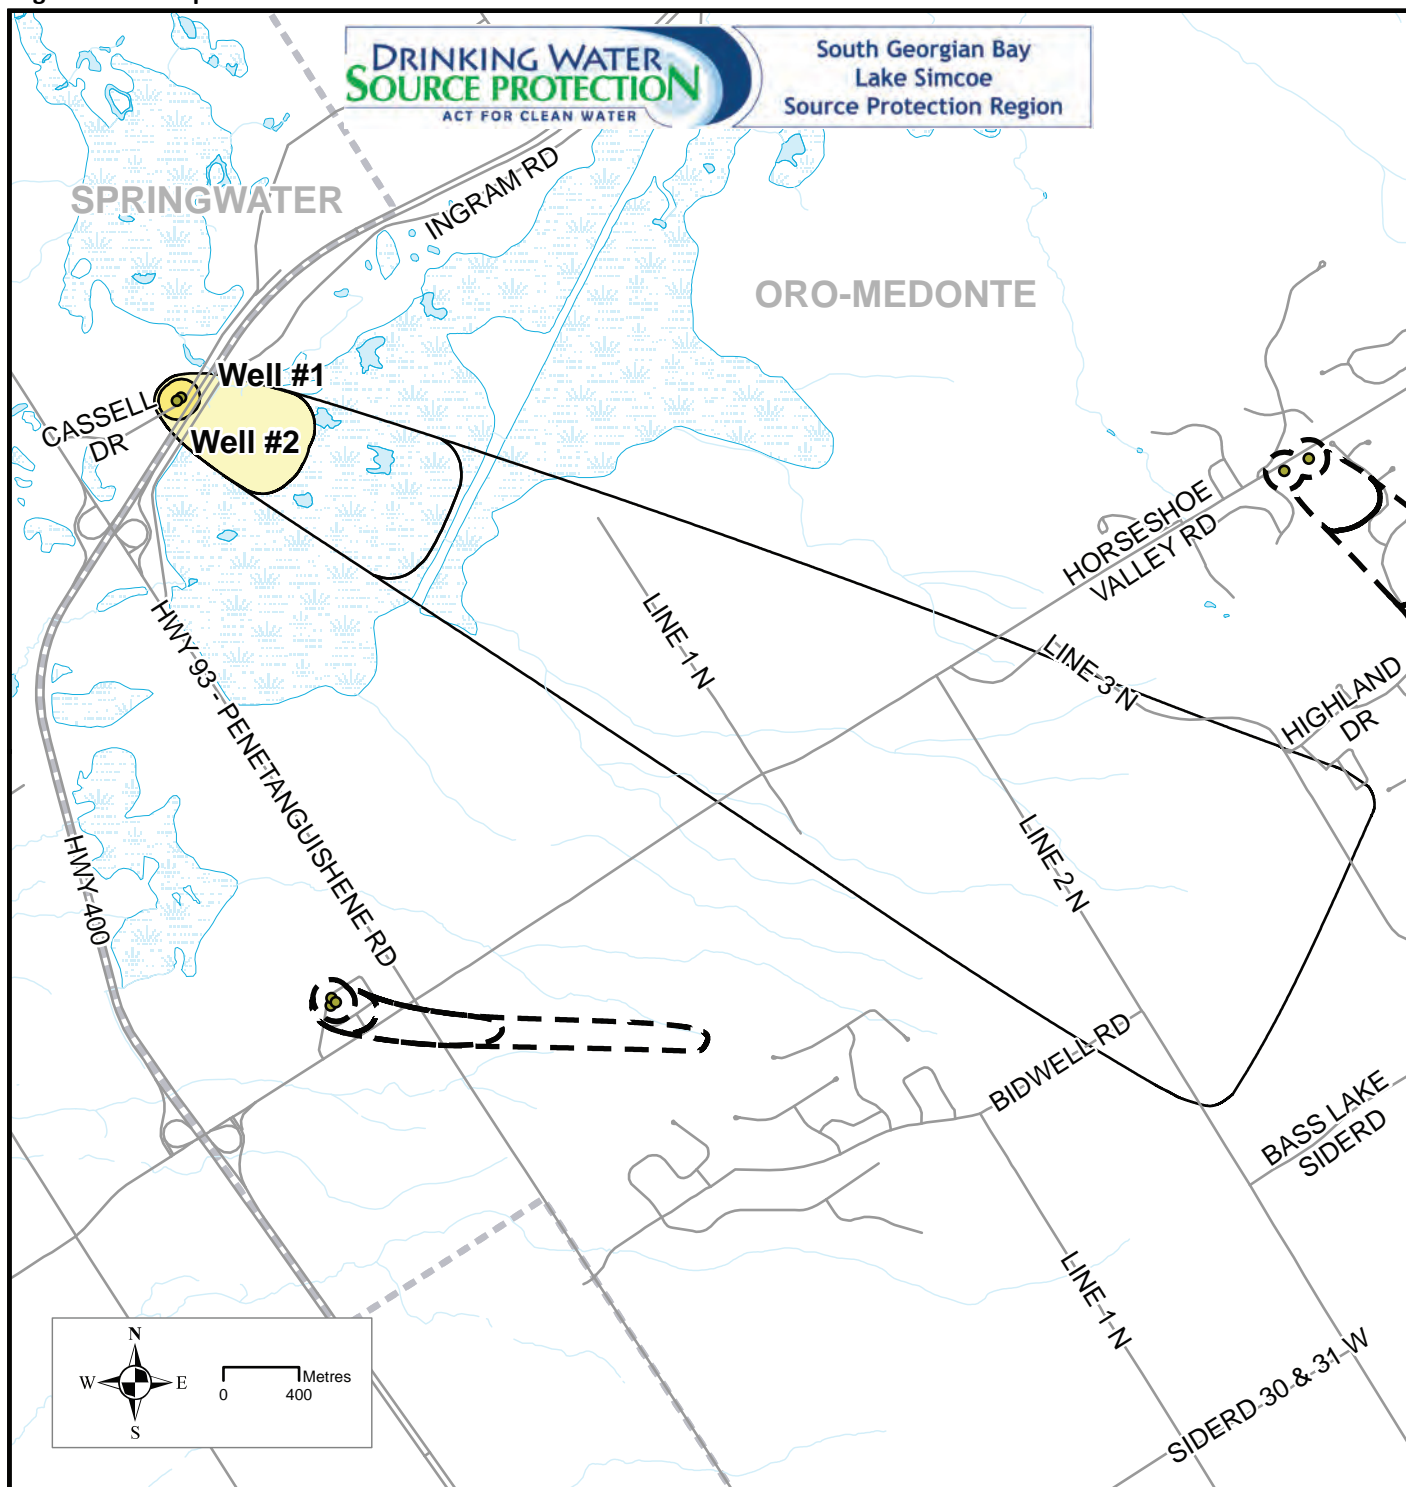 DRINKING WATER
SOURCE PROTECTION
ACT FOR CLEAN WATER
South Georgian Bay
Lake Simcoe
Source Protection Region
SPRINGWATER
INGRAM RD
ORO-MEDONTE
Well #1
CASSELL
DR
Well #2
HORSESHOE
VALLEY RD
HWY 93 - PENETANGUISHENE RD
LINE 1 N
LINE 3 N
HIGHLAND
DR
HWY 400
LINE 2 N
BIDWELL RD
BASS LAKE
SIDERD
LINE 1 N
SIDERD 30 & 31 W
N
W E
S
0 400 Metres